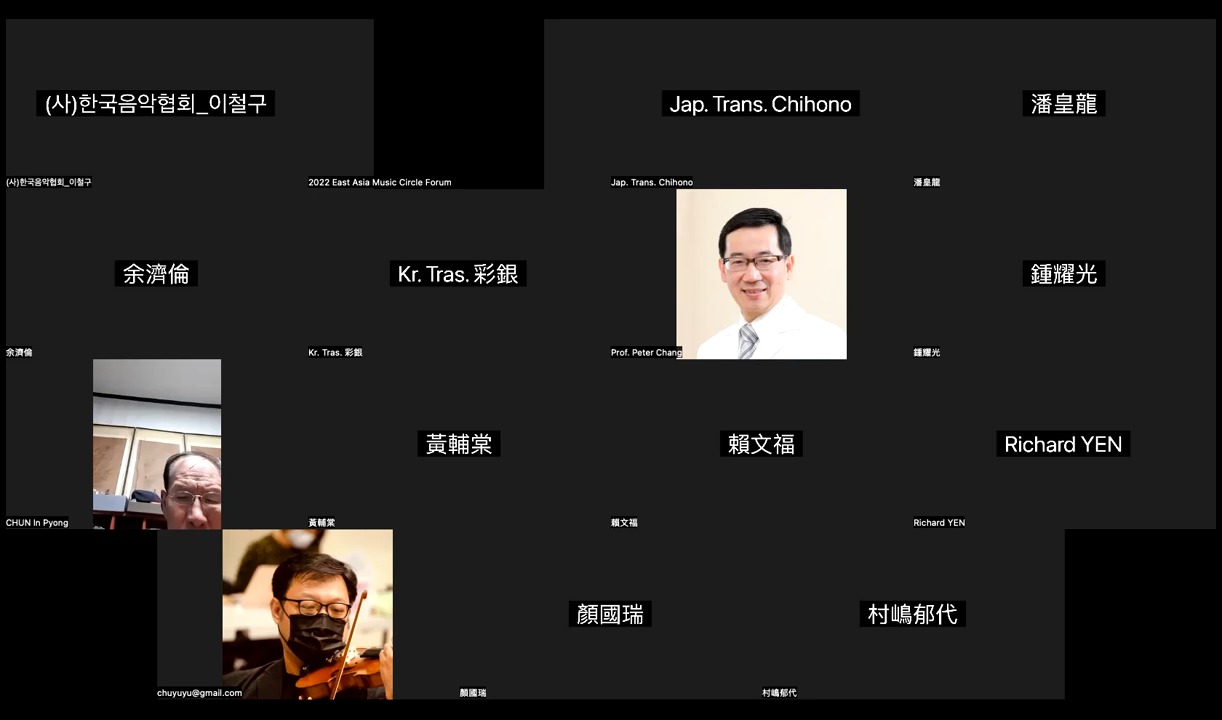 (사)한국음악협회_이철구
Jap. Trans. Chihono
潘皇龍
(사)한국음악협회_이철구
2022 East Asia Music Circle Forum
Jap. Trans. Chihono
潘皇龍
余濟倫
Kr. Tras. 彩銀
鍾耀光
余濟倫
Kr. Tras. 彩銀
Prof. Peter Chang
鍾耀光
黃輔棠
賴文福
Richard YEN
CHUN In Pyong
黃輔棠
賴文福
Richard YEN
顏國瑞
村嶋郁代
chuyuyu@gmail.com
顏國瑞
村嶋郁代